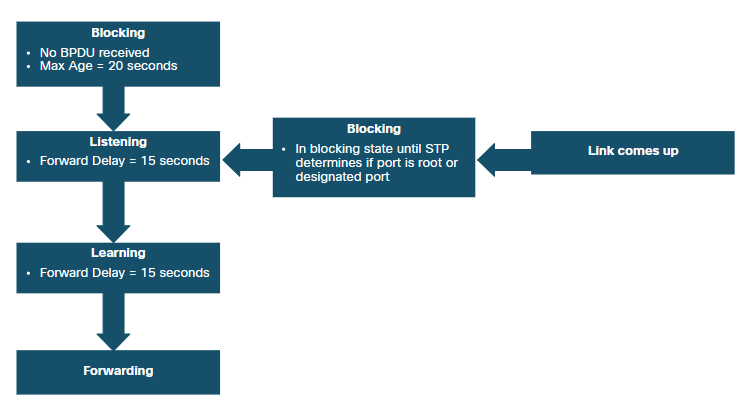 Blocking
• No BPDU received
• Max Age = 20 seconds
Listening
• Forward Delay = 15 seconds
Blocking
• In blocking state until STP
determines if port is root or
designated port
Link comes up
Learning
• Forward Delay = 15 seconds
Forwarding